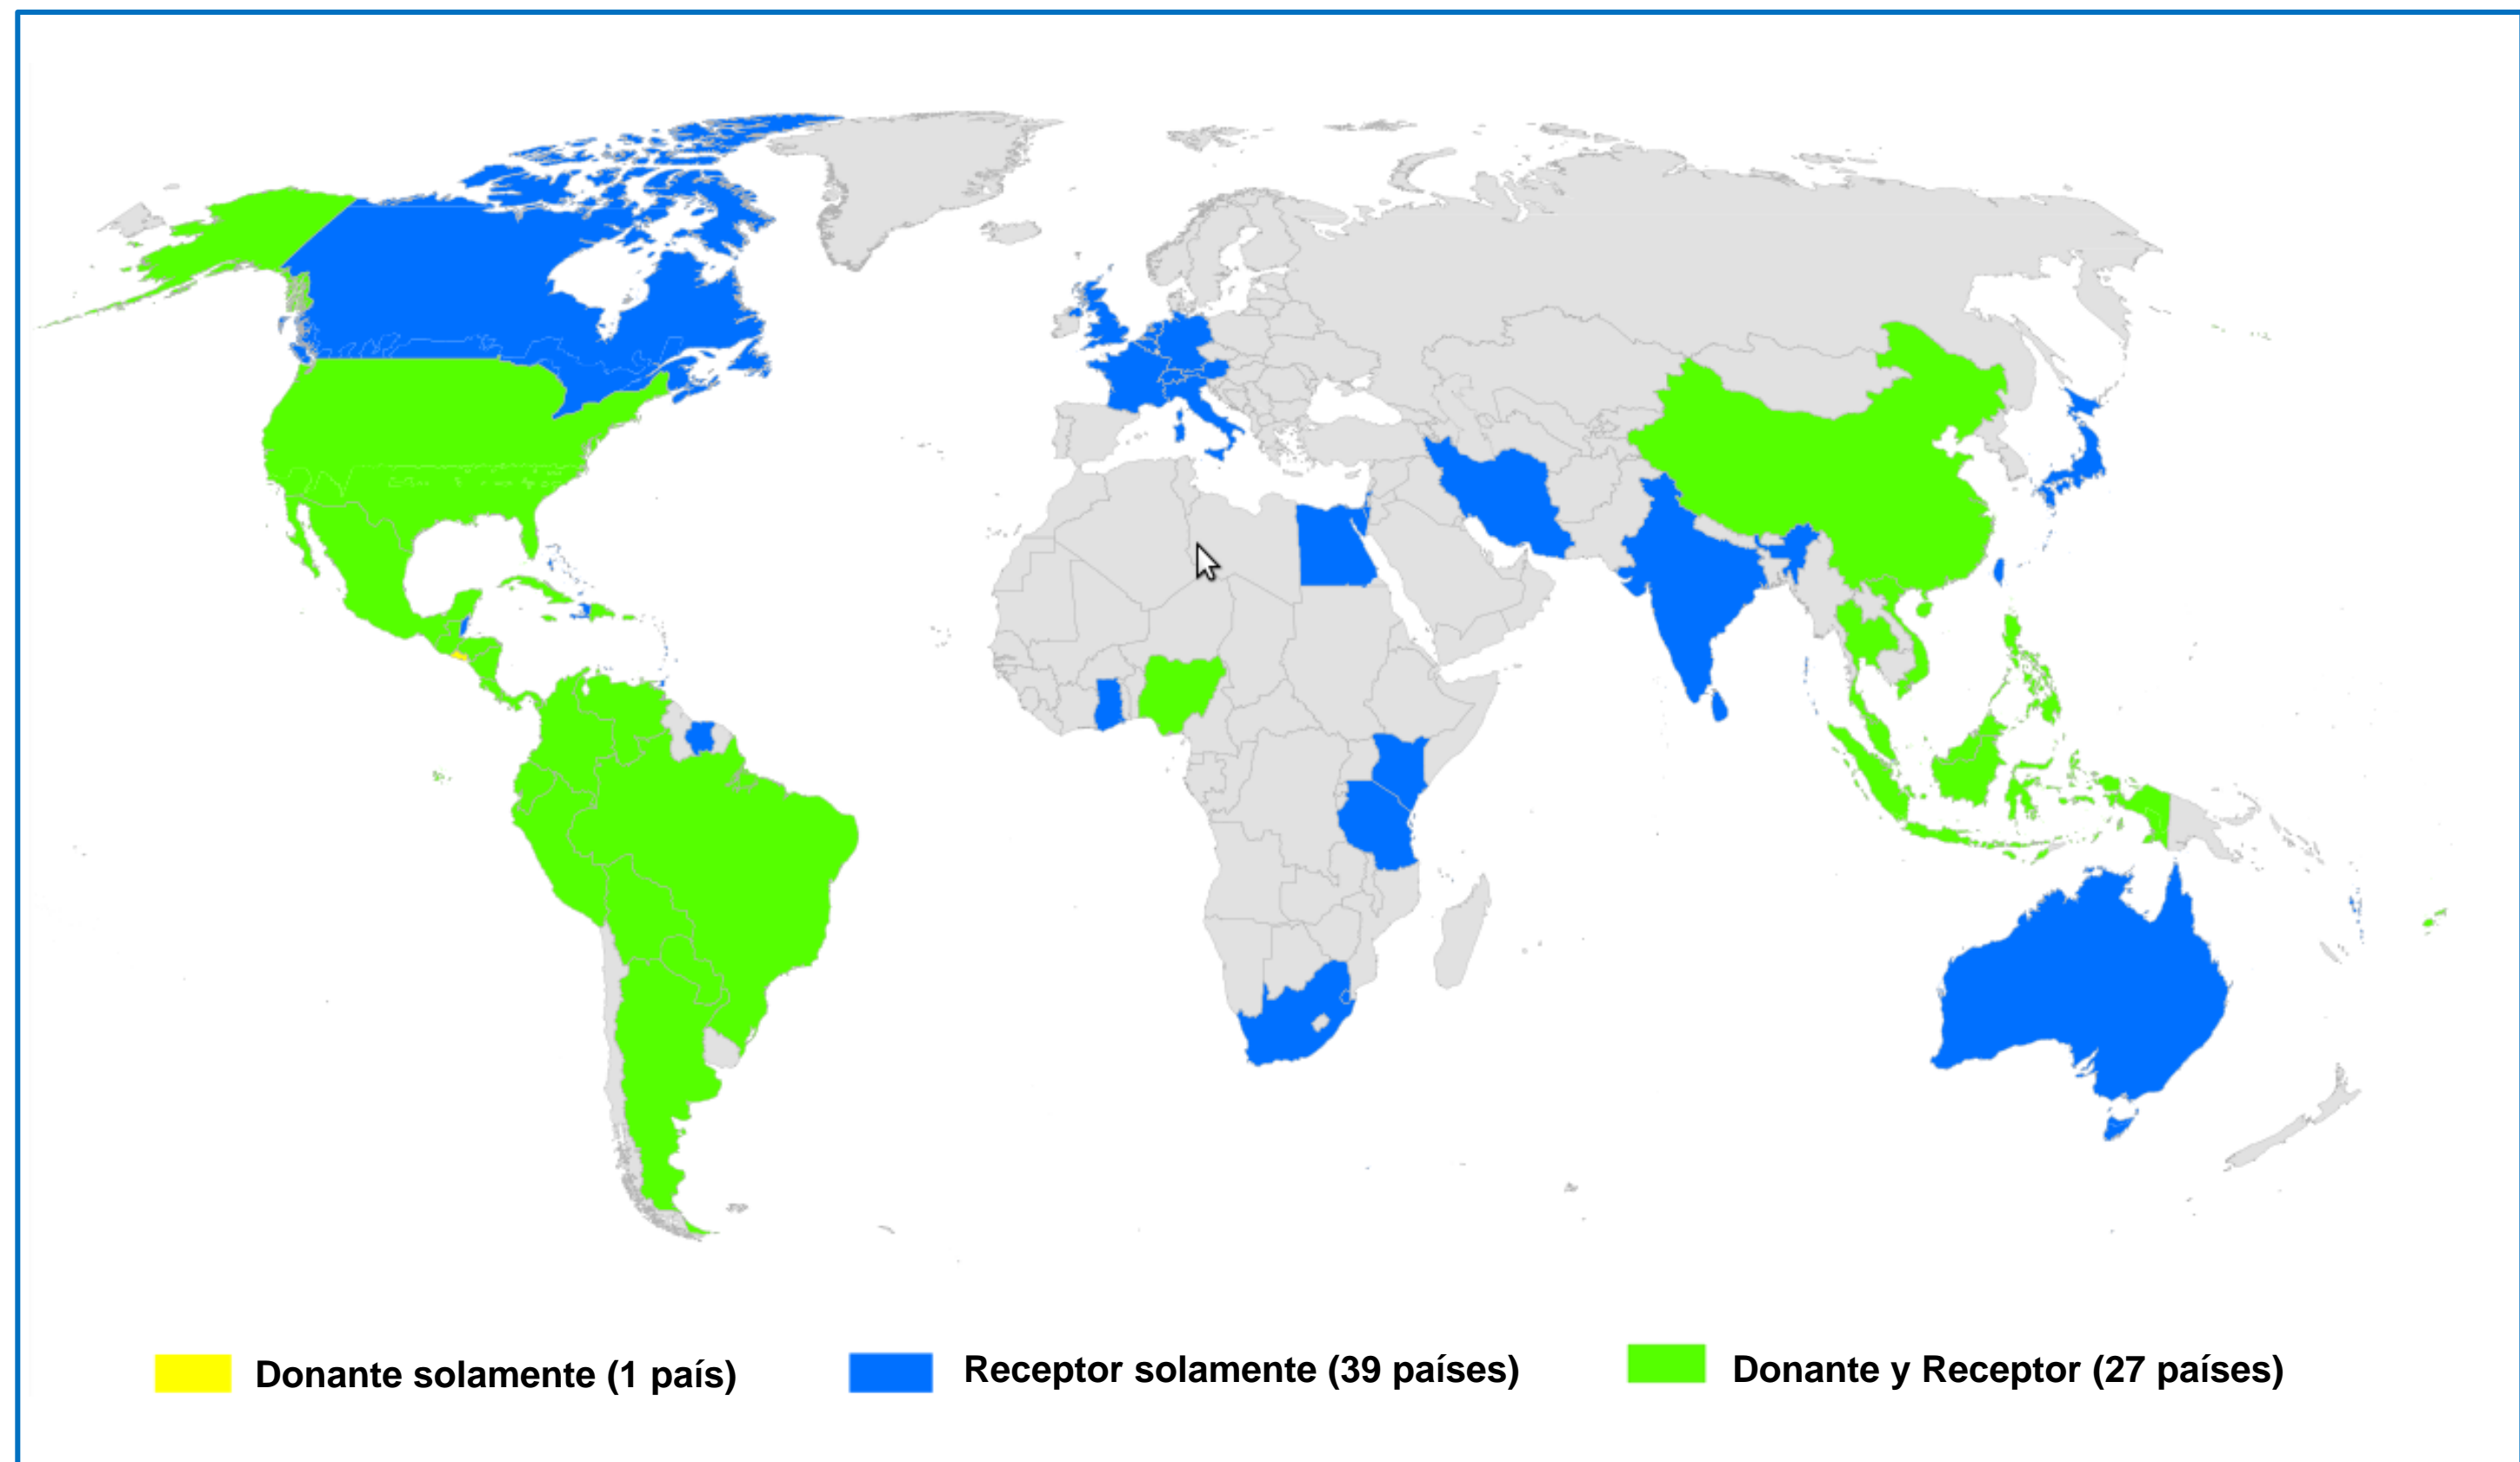 Donante solamente (1 país)
Receptor solamente (39 países)
Donante y Receptor (27 países)